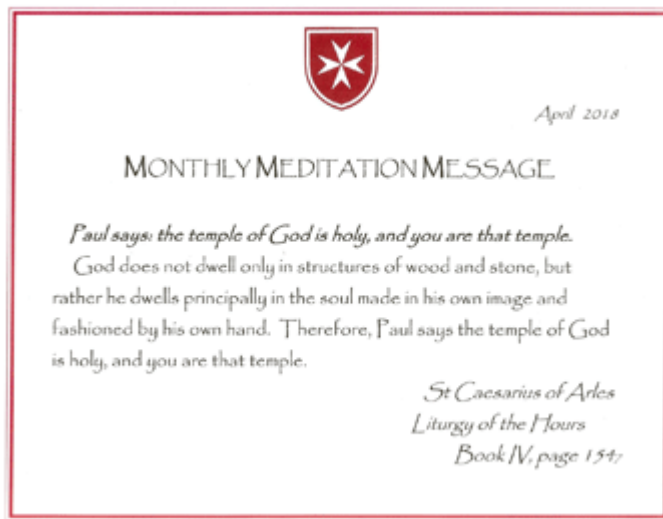 April 2018
MONTHLY MEDITATION MESSAGE
Paul says: the temple of God is holy, and you are that temple.
God does not dwell only in structures of wood and stone, but
rather he dwells principally in the soul made in his own image and
fashioned by his own hand. Therefore, Paul says the temple of God
is holy, and you are that temple.
St Caesarius of Arles
Liturgy of the Hours
Book IV, page 1547